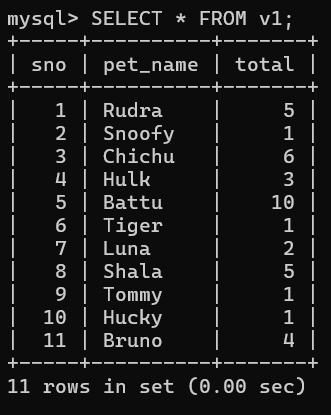 mysql> SELECT * FROM v1;
+-----+----------+-------+
| sno | pet_name | total |
+-----+----------+-------+
|   1 | Rudra    |     5 |
|   2 | Snoofy   |     1 |
|   3 | Chichu   |     6 |
|   4 | Hulk     |     3 |
|   5 | Battu    |    10 |
|   6 | Tiger    |     1 |
|   7 | Luna     |     2 |
|   8 | Shala    |     5 |
|   9 | Tommy    |     1 |
|  10 | Hucky    |     1 |
|  11 | Bruno    |     4 |
+-----+----------+-------+
11 rows in set (0.00 sec)